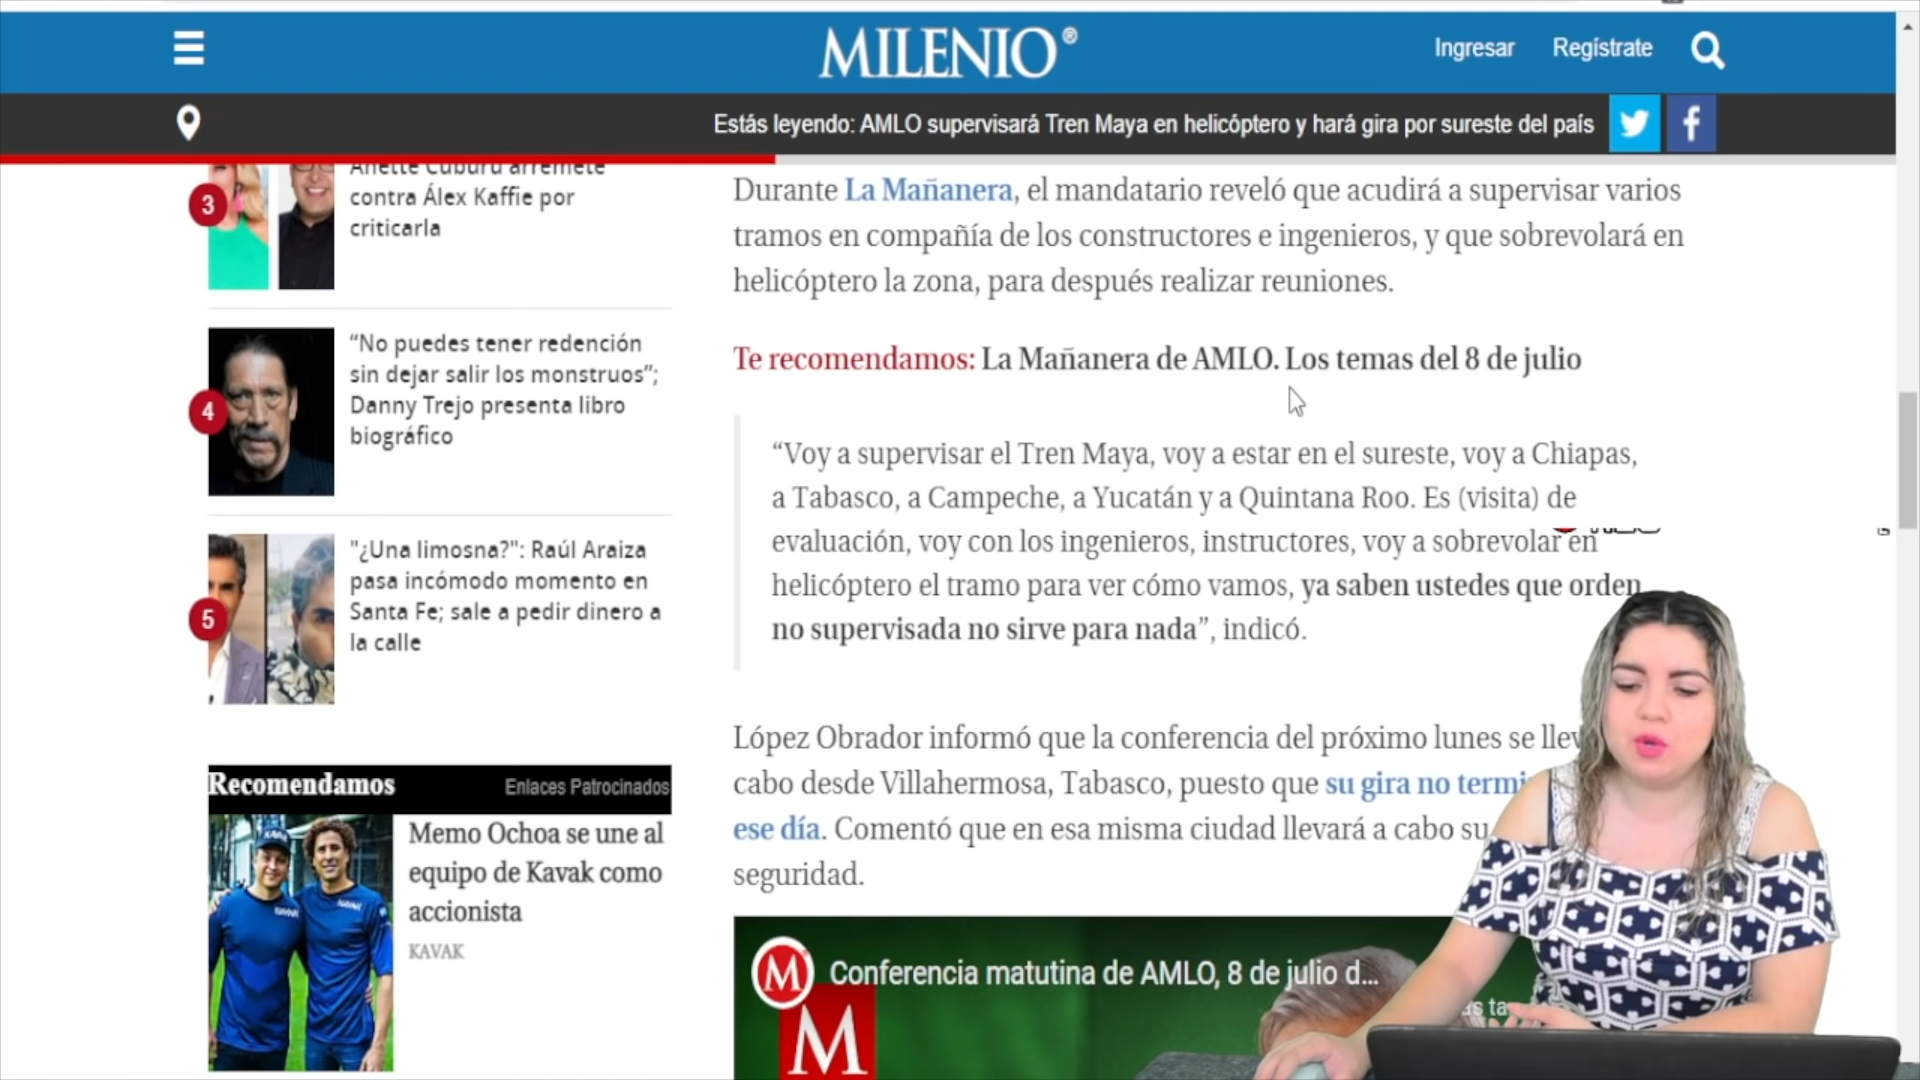 MILENIO®
Ingresar
Regístrate
Estás leyendo: AMLO supervisará Tren Maya en helicóptero y hará gira por sureste del país
3
Anette Cuburu arremete
contra Álex Kaffie por
criticarla
4
“No puedes tener redención
sin dejar salir los monstruos”;
Danny Trejo presenta libro
biográfico
5
"¿Una limosna?": Raúl Araiza
pasa incómodo momento en
Santa Fe; sale a pedir dinero a
la calle
Recomendamos
Enlaces Patrocinados
KAVAK
KAVAK
KAVAK
Memo Ochoa se une al
equipo de Kavak como
accionista
KAVAK
Durante La Mañanera, el mandatario reveló que acudirá a supervisar varios
tramos en compañía de los constructores e ingenieros, y que sobrevolará en
helicóptero la zona, para después realizar reuniones.
Te recomendamos: La Mañanera de AMLO. Los temas del 8 de julio
“Voy a supervisar el Tren Maya, voy a estar en el sureste, voy a Chiapas,
a Tabasco, a Campeche, a Yucatán y a Quintana Roo. Es (visita) de
evaluación, voy con los ingenieros, instructores, voy a sobrevolar en
helicóptero el tramo para ver cómo vamos, ya saben ustedes que orden
no supervisada no sirve para nada”, indicó.
López Obrador informó que la conferencia del próximo lunes se llev
cabo desde Villahermosa, Tabasco, puesto que su gira no termi
ese día. Comentó que en esa misma ciudad llevará a cabo su
seguridad.
M
Conferencia matutina de AMLO, 8 de julio d...
M